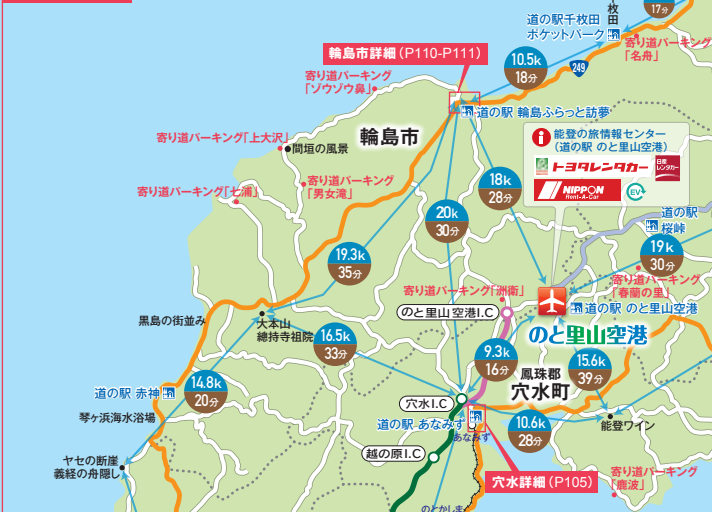 枚
田
17
分
道の駅千枚田
ポケットパーク
寄り道パーキング
「名舟」
輪島市詳細（P110-P111）
10.5k
18分
249
寄り道パーキング
「ゾウゾウ鼻」
道の駅 輪島ふらっと訪夢
能登の旅情報センター
（道の駅 のと里山空港）
トヨタレンタカー
日産
レンタカー
NIPPON
Rent-A-Car
EV
輪島市
寄り道パーキング「上大沢」
間垣の風景
寄り道パーキング
「男女滝」
寄り道パーキング「七浦」
18k
28分
20k
30分
道の駅
桜峠
19k
30分
19.3k
35分
寄り道パーキング
「春蘭の里」
寄り道パーキング「洲衛」
のと里山空港I.C
道の駅 のと里山空港
のと里山空港
黒島の街並み
大本山
總持寺祖院
16.5k
33分
9.3k
16分
15.6k
39分
鳳珠郡
穴水町
14.8k
20分
道の駅 赤神
琴ヶ浜海水浴場
穴水I.C
道の駅 あなみず
あなみず
10.6k
28分
能登ワイン
越の原I.C
ヤセの断崖
義経の舟隠し
穴水詳細（P105）
寄り道パーキング
「鹿波」
のとかしま